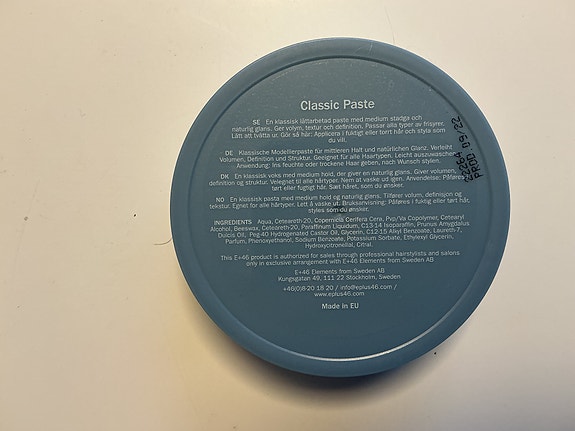 Classic Paste
SE En klassisk lättarbetad paste med medium stadga och
naturlig glans. Ger volym, textur och definition. Passar alla typer av frisyrer.
Lätt att tvätta ur. Gör så här: Applicera i fuktigt eller torrt hår och styla som
du vill.
DE Klassische Modellierpaste für mittleren Halt und natürlichen Glanz. Verleiht
Volumen, Definition und Struktur. Geeignet für alle Haartypen. Leicht auszuwaschen.
Anwendung: Ins feuchte oder trockene Haar geben, nach Wunsch stylen.
DK En klassisk voks med medium hold, der giver en naturlig glans. Giver volumen,
definition og struktur. Velegnet til alle hårtyper. Nem at vaske ud igen. Anvendelse: Påføres
tørt eller fugtigt hår. Sæt håret, som du ønsker.
NO En klassisk pasta med medium hold og naturlig glans. Tilfører volum, definisjon og
tekstur. Egnet for alle hårtyper. Lett å vaske ut. Bruksanvisning: Påføres i fuktig eller tørt hår,
styles som du ønsker.
INGREDIENTS Aqua, Ceteareth-20, Copernicia Cerifera Cera, Pvp/Va Copolymer, Cetearyl
Alcohol, Beeswax, Ceteareth-20, Paraffinum Liquidum, C13-14 Isoparaffin, Prunus Amygdalus
Dulcis Oil, Peg-40 Hydrogenated Castor Oil, Glycerin, C12-15 Alkyl Benzoate, Laureth-7,
Parfum, Phenoxyethanol, Sodium Benzoate, Potassium Sorbate, Ethylexyl Glycerin,
Hydroxycitronellal, Citral.
This E+46 product is authorized for sales through professional hairstylists and salons
only in exclusive arrangement with E+46 Elements from Sweden AB
E+46 Elements from Sweden AB
Kungsgatan 49, 111 22 Stockholm, Sweden
+46(0)8-20 18 20 / info@eplus46.com /
www.eplus46.com
Made in EU
PROD 05/22